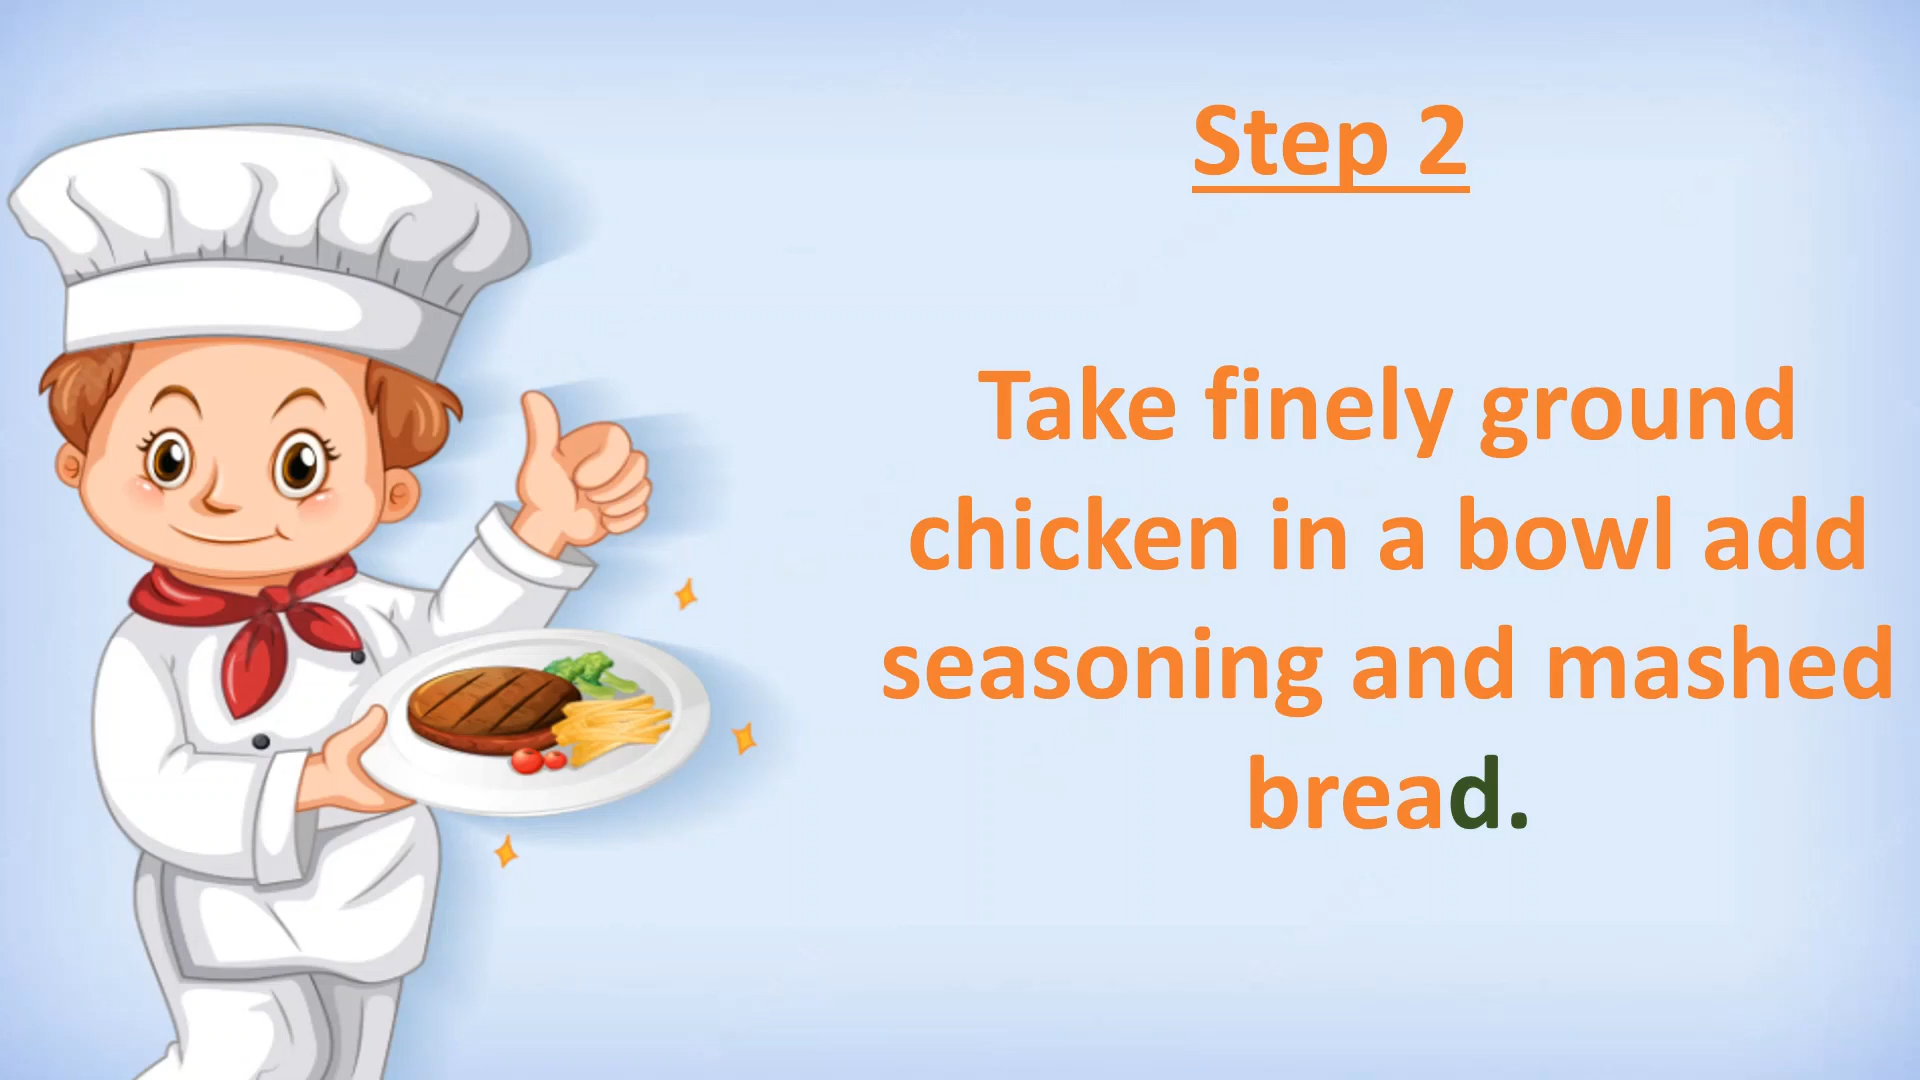 Step 2
Take finely ground
chicken in a bowl add
seasoning and mashed
bread.